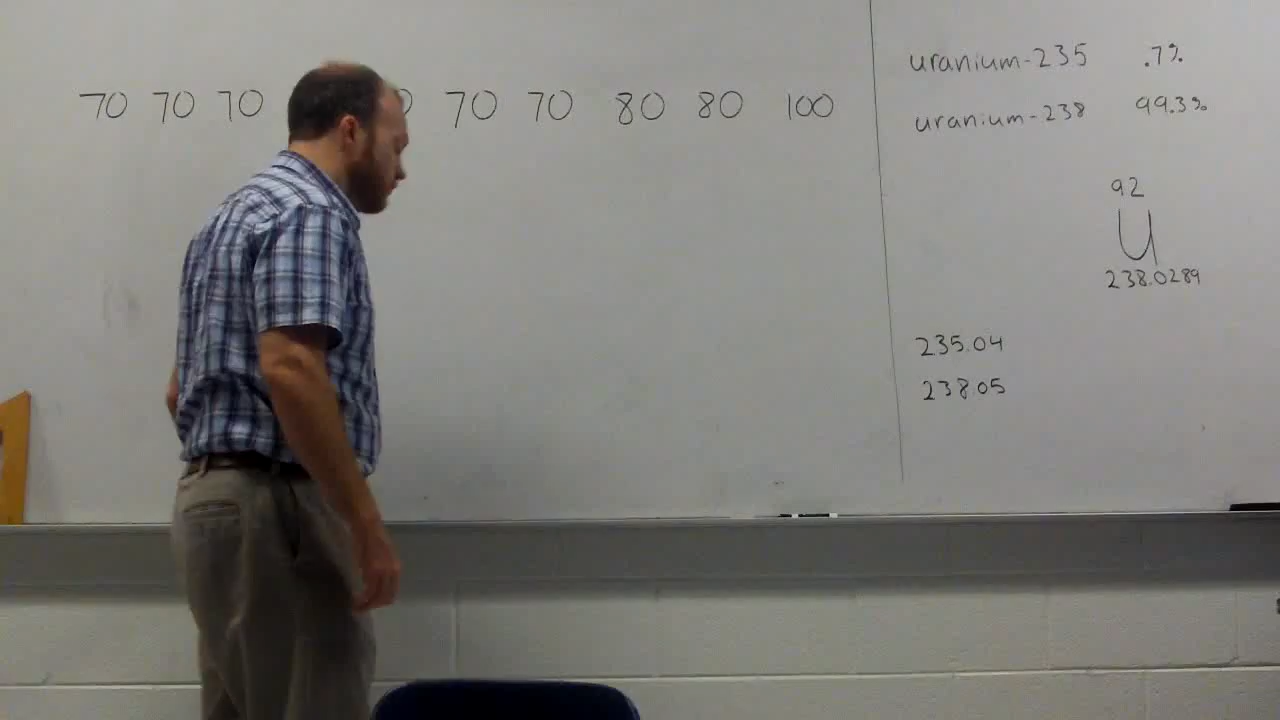 70 70 70 70 70 80 80 100
uranium-235 .7%
uranium-238 99.3%
92
U
238.0289
235.04
238.05